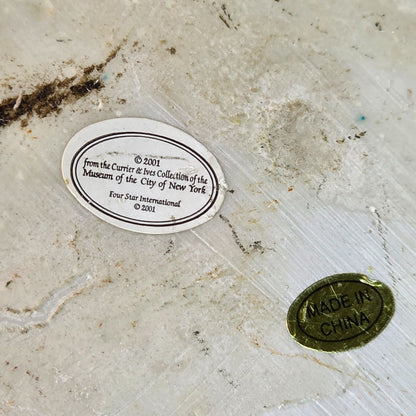 © 2001
from the Currier & Ives Collection of the
Museum of the City of New York
Four Star International
© 2001
MADE IN
CHINA